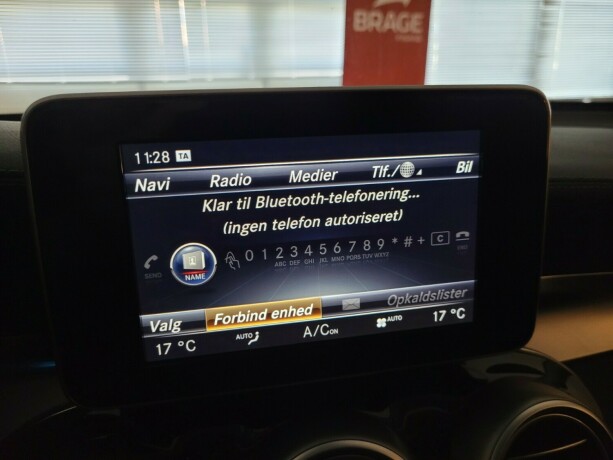 BRAGE
11:28 TA
Navi Radio Medier Tlf./ Bil
Klar til Bluetooth-telefonering...
(ingen telefon autoriseret)
0 1 2 3 4 5 6 7 8 9 * # + C
ABC DEF GHI JKL MNO PQRS TUV WXYZ
SEND NAME END
Opkaldslister
Valg Forbind enhed
17 °C AUTO A/C ON AUTO 17 °C